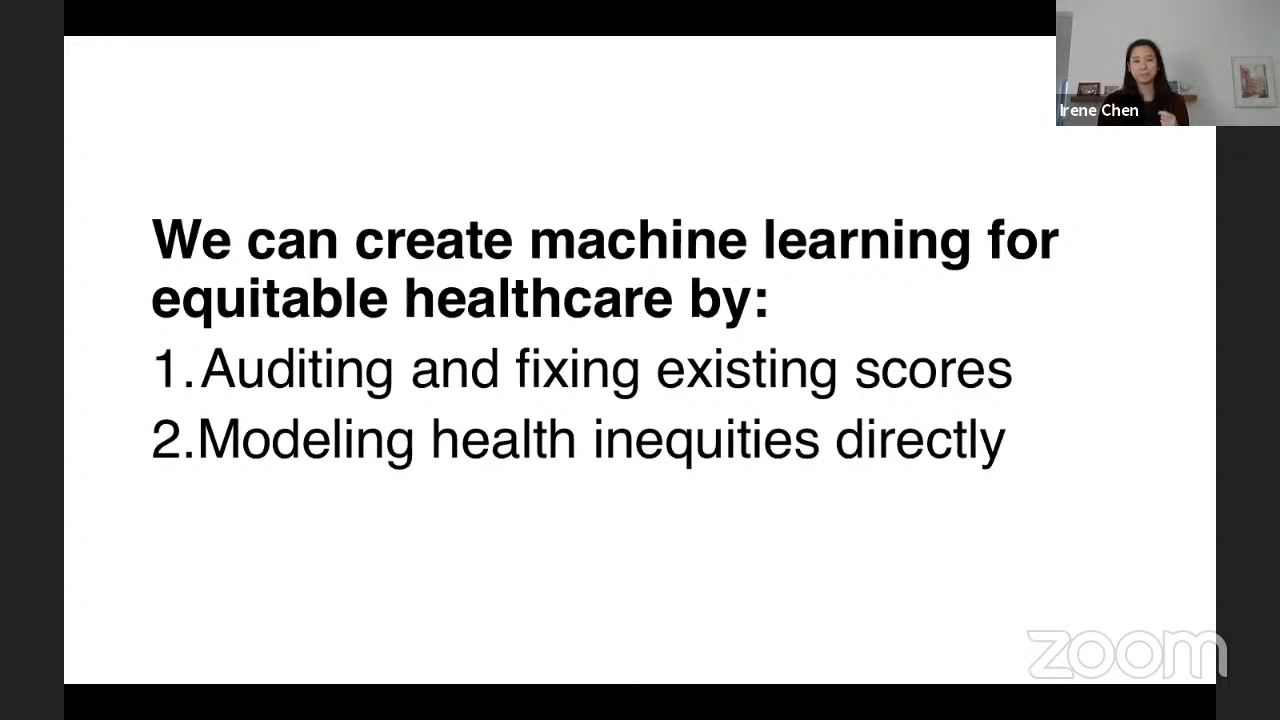 Irene Chen
We can create machine learning for
equitable healthcare by:
1. Auditing and fixing existing scores
2. Modeling health inequities directly
zoom